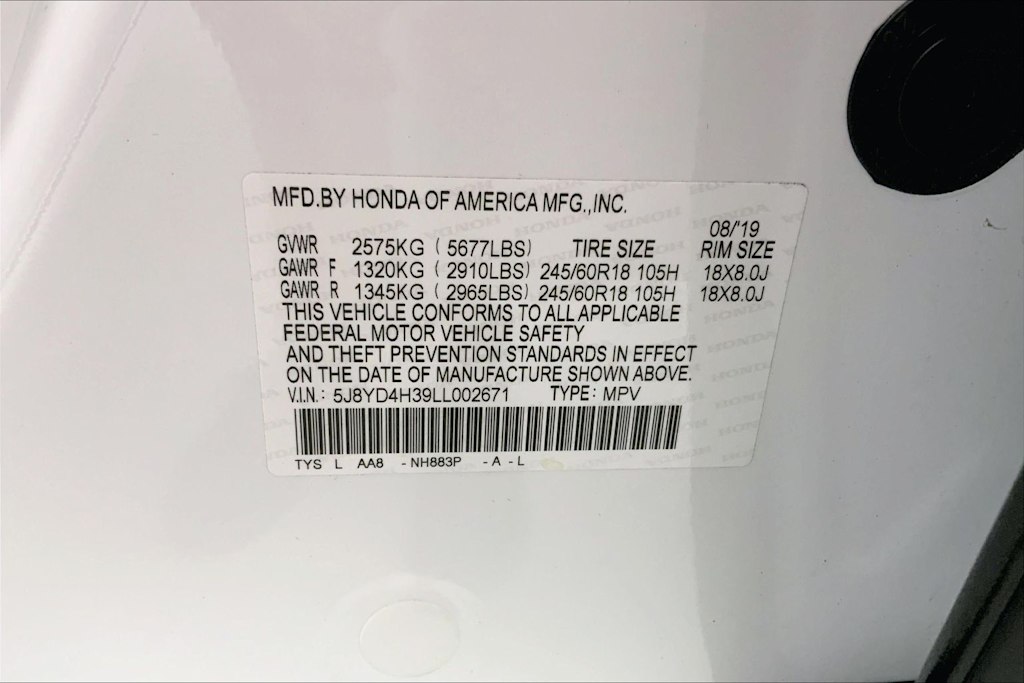 MFD.BY HONDA OF AMERICA MFG.,INC.
08/'19
GVWR 2575KG ( 5677LBS) TIRE SIZE RIM SIZE
GAWR F 1320KG ( 2910LBS) 245/60R18 105H 18X8.0J
GAWR R 1345KG ( 2965LBS) 245/60R18 105H 18X8.0J
THIS VEHICLE CONFORMS TO ALL APPLICABLE
FEDERAL MOTOR VEHICLE SAFETY
AND THEFT PREVENTION STANDARDS IN EFFECT
ON THE DATE OF MANUFACTURE SHOWN ABOVE.
V.I.N.: 5J8YD4H39LL002671 TYPE: MPV
TYS L AA8 - NH883P - A - L